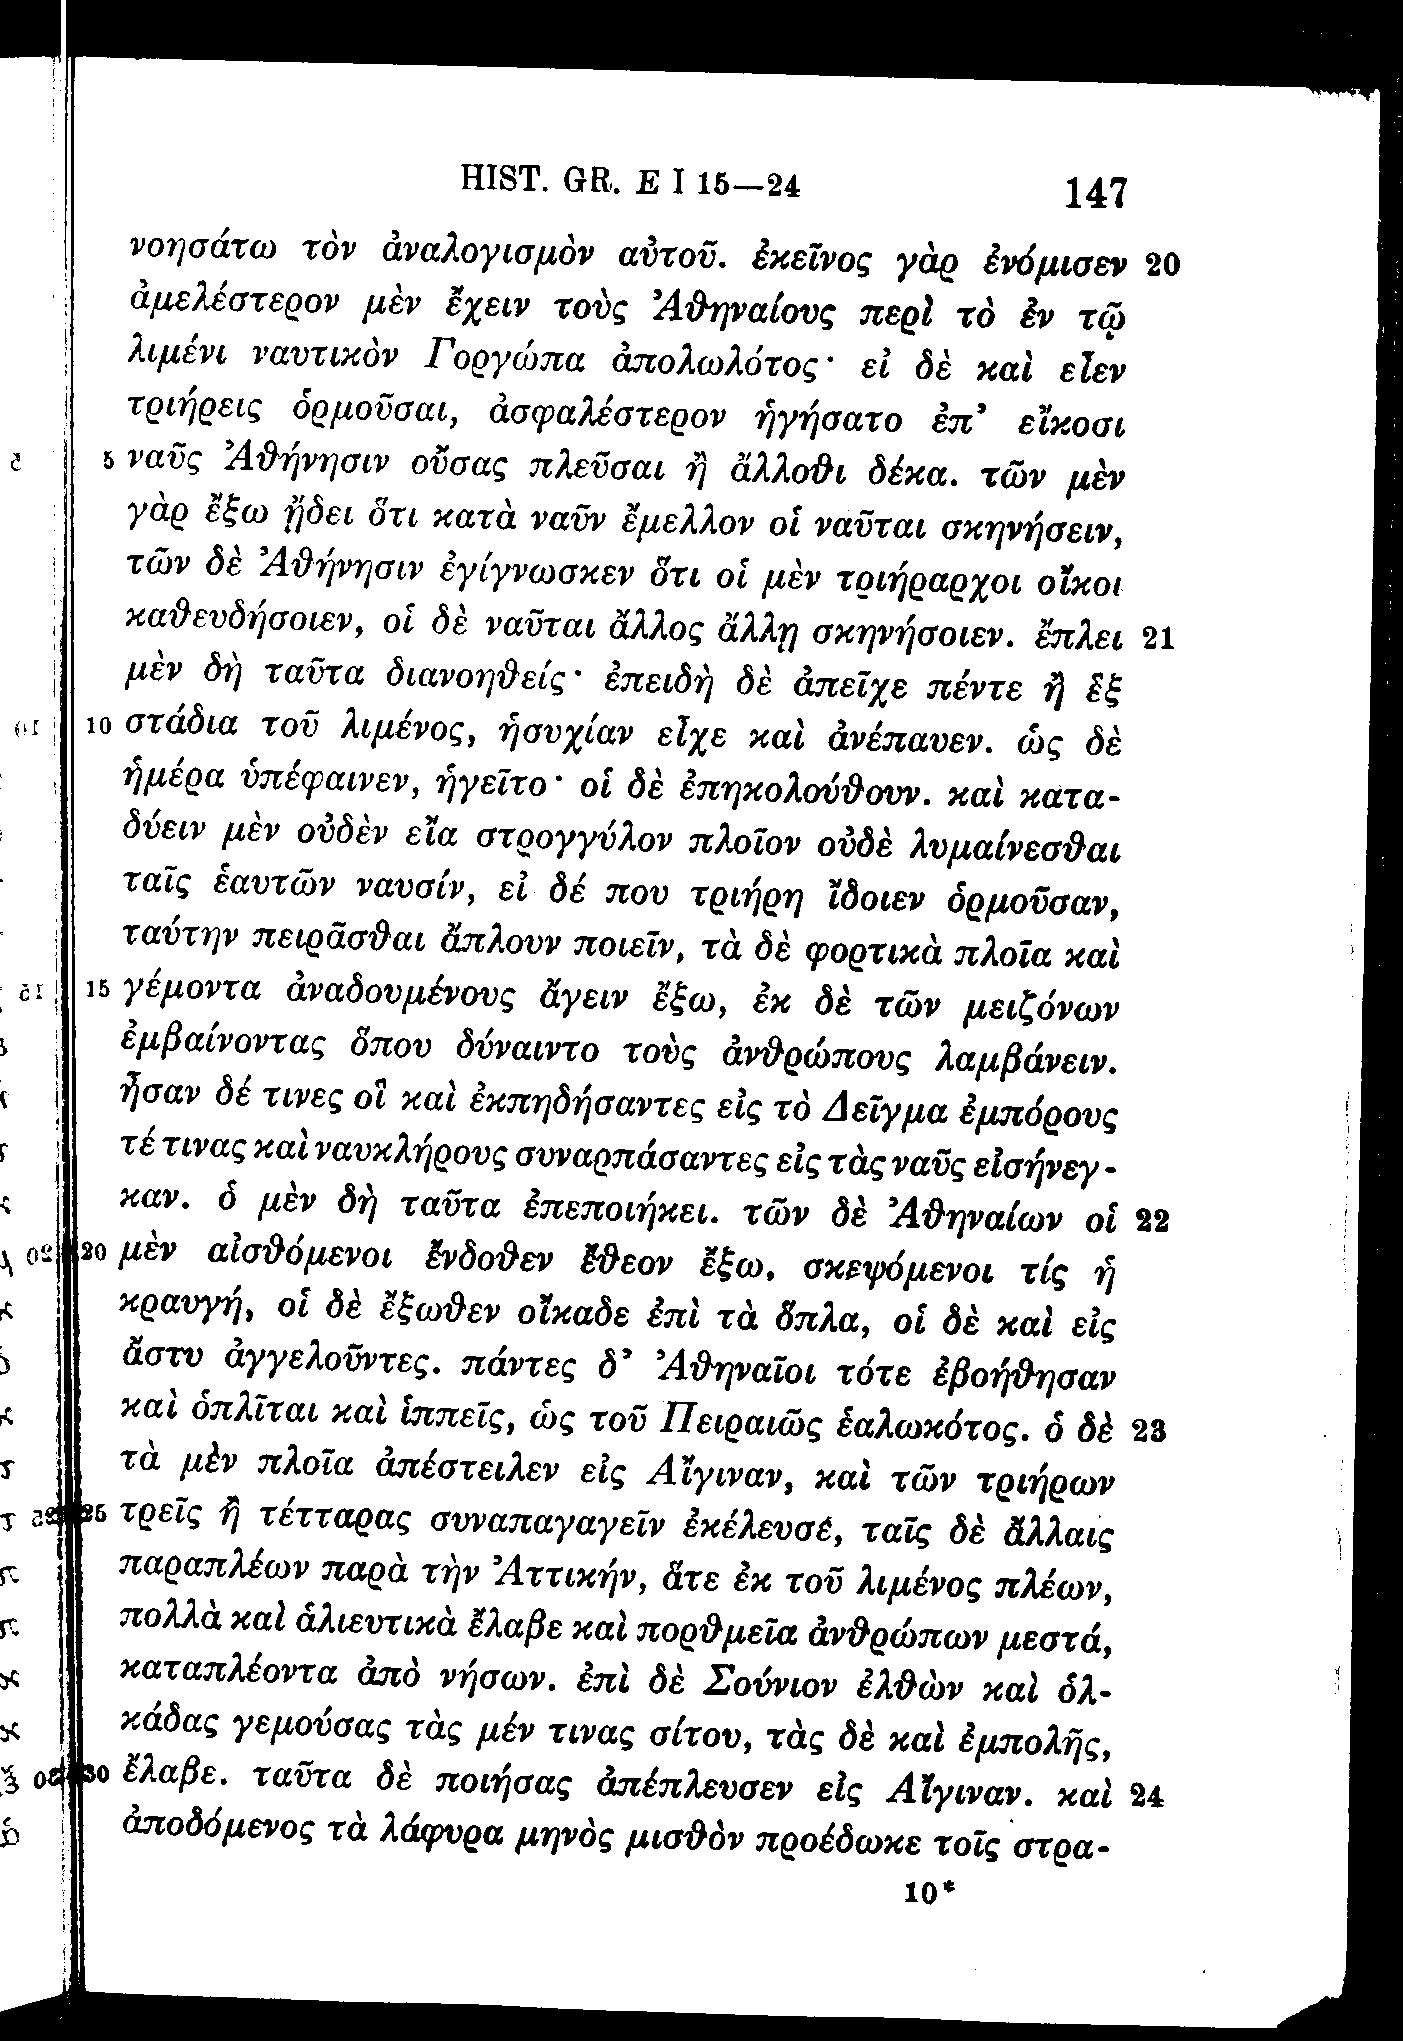 HIST. GR. E I 15—24 147
νοησάτω τὸν ἀναλογισμὸν αὐτοῦ. ἐκεῖνος γὰρ ἐνόμισεν 20
ἀμελέστερον μὲν ἔχειν τοὺς Ἀθηναίους περὶ τὸ ἐν τῷ
λιμένι ναυτικὸν Γοργώπα ἀπολωλότος· εἰ δὲ καὶ εἶεν
τριήρεις ὁρμοῦσαι, ἀσφαλέστερον ἡγήσατο ἐπ’ εἴκοσι
5 ναῦς Ἀθήνησιν οὔσας πλεῦσαι ἢ ἄλλοθι δέκα. τῶν μὲν
γὰρ ἔξω ᾔδει ὅτι κατὰ ναῦν ἔμελλον οἱ ναῦται σκηνήσειν,
τῶν δὲ Ἀθήνησιν ἐγίγνωσκεν ὅτι οἱ μὲν τριήραρχοι οἴκοι
καθευδήσοιεν, οἱ δὲ ναῦται ἄλλος ἄλλῃ σκηνήσοιεν. ἔπλει 21
μὲν δὴ ταῦτα διανοηθείς· ἐπειδὴ δὲ ἀπεῖχε πέντε ἢ ἓξ
10 στάδια τοῦ λιμένος, ἡσυχίαν εἶχε καὶ ἀνέπαυεν. ὡς δὲ
ἡμέρα ὑπέφαινεν, ἡγεῖτο· οἱ δὲ ἐπηκολούθουν. καὶ κατα-
δύειν μὲν οὐδὲν εἴα στρογγύλον πλοῖον οὐδὲ λυμαίνεσθαι
ταῖς ἑαυτῶν ναυσίν, εἰ δέ που τριήρη ἴδοιεν ὁρμοῦσαν,
ταύτην πειρᾶσθαι ἄπλουν ποιεῖν, τὰ δὲ φορτικὰ πλοῖα καὶ
15 γέμοντα ἀναδουμένους ἄγειν ἔξω, ἐκ δὲ τῶν μειζόνων
ἐμβαίνοντας ὅπου δύναιντο τοὺς ἀνθρώπους λαμβάνειν.
ἦσαν δέ τινες οἳ καὶ ἐκπηδήσαντες εἰς τὸ Δεῖγμα ἐμπόρους
τέ τινας καὶ ναυκλήρους συναρπάσαντες εἰς τὰς ναῦς εἰσήνεγ-
καν. ὁ μὲν δὴ ταῦτα ἐπεποιήκει. τῶν δὲ Ἀθηναίων οἱ 22
20 μὲν αἰσθόμενοι ἔνδοθεν ἔθεον ἔξω, σκεψόμενοι τίς ἡ
κραυγή, οἱ δὲ ἔξωθεν οἴκαδε ἐπὶ τὰ ὅπλα, οἱ δὲ καὶ εἰς
ἄστυ ἀγγελοῦντες. πάντες δ’ Ἀθηναῖοι τότε ἐβοήθησαν
καὶ ὁπλῖται καὶ ἱππεῖς, ὡς τοῦ Πειραιῶς ἑαλωκότος. ὁ δὲ 23
τὰ μὲν πλοῖα ἀπέστειλεν εἰς Αἴγιναν, καὶ τῶν τριήρων
25 τρεῖς ἢ τέτταρας συναπαγαγεῖν ἐκέλευσε, ταῖς δὲ ἄλλαις
παραπλέων παρὰ τὴν Ἀττικήν, ἅτε ἐκ τοῦ λιμένος πλέων,
πολλὰ καὶ ἁλιευτικὰ ἔλαβε καὶ πορθμεῖα ἀνθρώπων μεστά,
καταπλέοντα ἀπὸ νήσων. ἐπὶ δὲ Σούνιον ἐλθὼν καὶ ὁλ-
κάδας γεμούσας τὰς μέν τινας σίτου, τὰς δὲ καὶ ἐμπολῆς,
30 ἔλαβε. ταῦτα δὲ ποιήσας ἀπέπλευσεν εἰς Αἴγιναν. καὶ 24
ἀποδόμενος τὰ λάφυρα μηνὸς μισθὸν προέδωκε τοῖς στρα-
10*